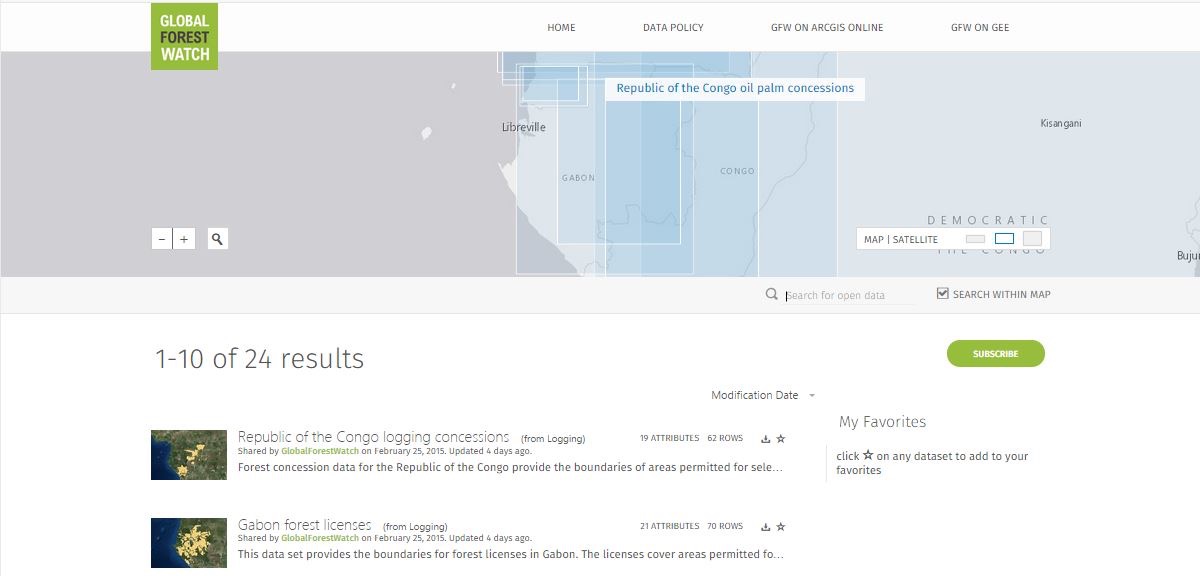 GLOBAL
FOREST
WATCH
HOME DATA POLICY GFW ON ARCGIS ONLINE GFW ON GEE
Republic of the Congo oil palm concessions
Libreville
Kisangani
GABON
CONGO
DEMOCRATIC
THE CONGO
Buju
− + MAP | SATELLITE
Search for open data SEARCH WITHIN MAP
1-10 of 24 results
SUBSCRIBE
Modification Date
My Favorites
click ☆ on any dataset to add to your
favorites
Republic of the Congo logging concessions (from Logging) 19 ATTRIBUTES 62 ROWS
Shared by GlobalForestWatch on February 25, 2015. Updated 4 days ago.
Forest concession data for the Republic of the Congo provide the boundaries of areas permitted for sele...
Gabon forest licenses (from Logging) 21 ATTRIBUTES 70 ROWS
Shared by GlobalForestWatch on February 25, 2015. Updated 4 days ago.
This data set provides the boundaries for forest licenses in Gabon. The licenses cover areas permitted fo...